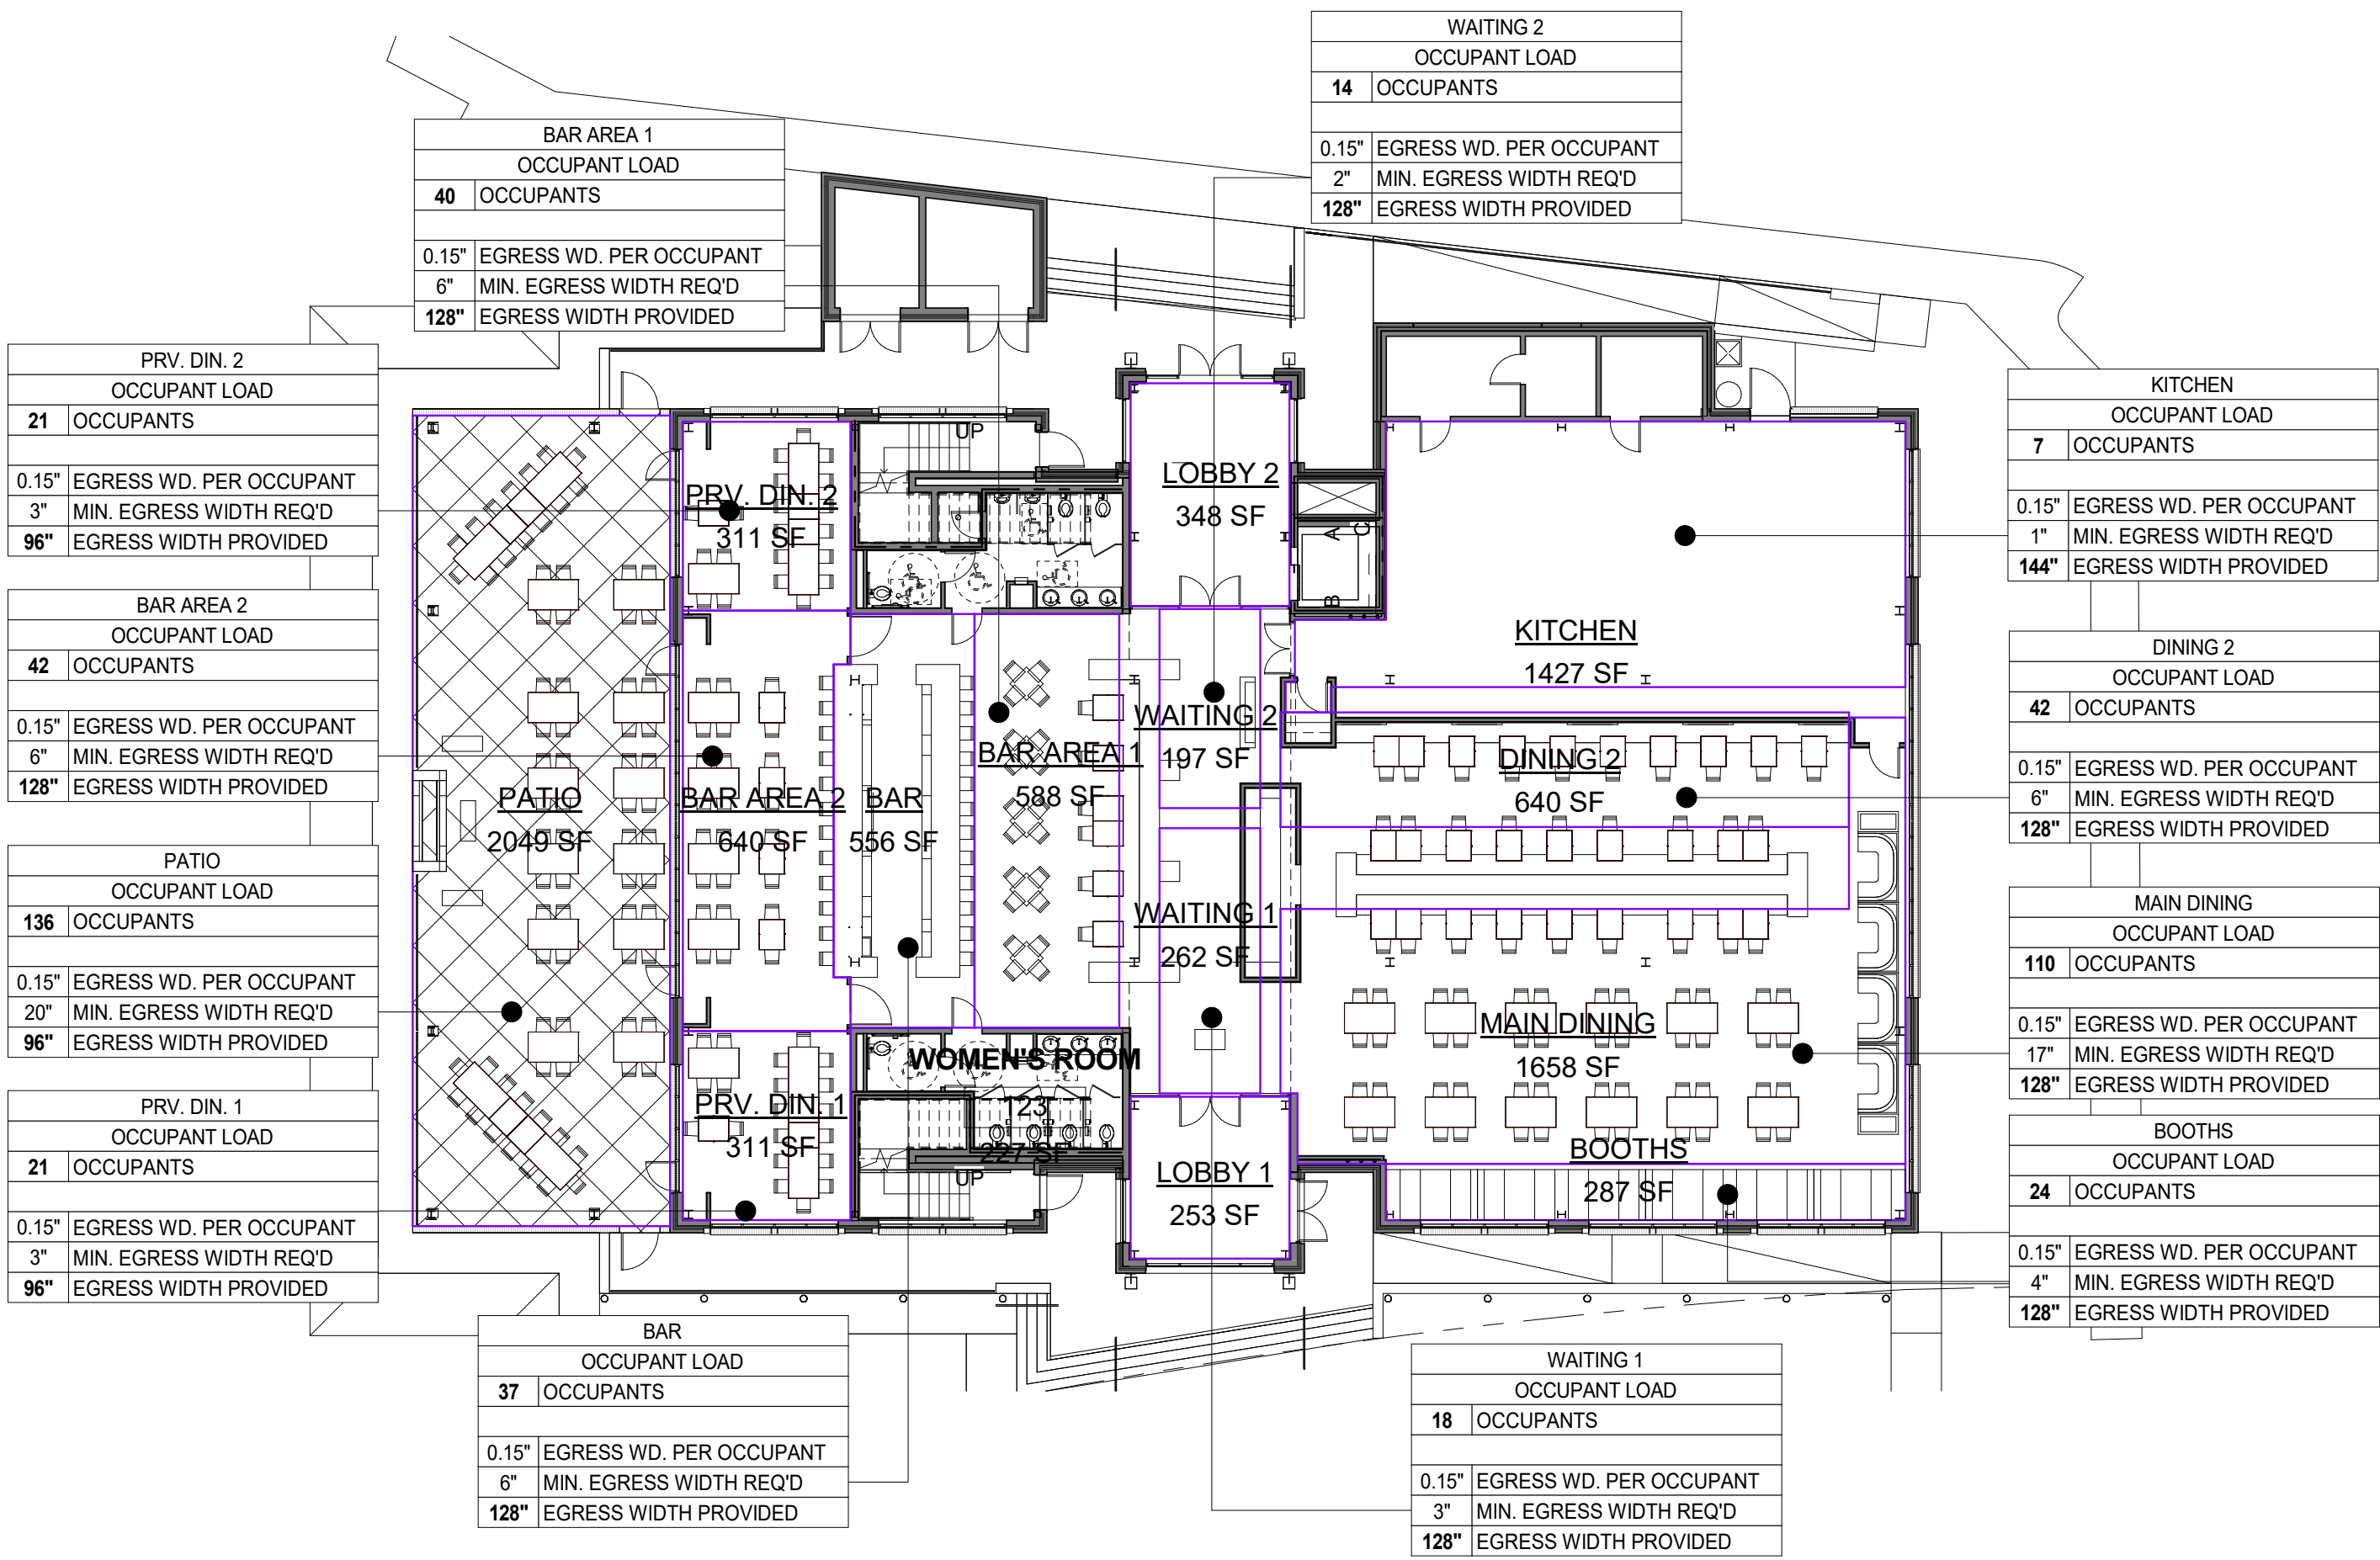 WAITING 2
OCCUPANT LOAD
14 OCCUPANTS
0.15" EGRESS WD. PER OCCUPANT
2" MIN. EGRESS WIDTH REQ'D
128" EGRESS WIDTH PROVIDED
BAR AREA 1
OCCUPANT LOAD
40 OCCUPANTS
0.15" EGRESS WD. PER OCCUPANT
6" MIN. EGRESS WIDTH REQ'D
128" EGRESS WIDTH PROVIDED
PRV. DIN. 2
OCCUPANT LOAD
21 OCCUPANTS
0.15" EGRESS WD. PER OCCUPANT
3" MIN. EGRESS WIDTH REQ'D
96" EGRESS WIDTH PROVIDED
BAR AREA 2
OCCUPANT LOAD
42 OCCUPANTS
0.15" EGRESS WD. PER OCCUPANT
6" MIN. EGRESS WIDTH REQ'D
128" EGRESS WIDTH PROVIDED
PATIO
OCCUPANT LOAD
136 OCCUPANTS
0.15" EGRESS WD. PER OCCUPANT
20" MIN. EGRESS WIDTH REQ'D
96" EGRESS WIDTH PROVIDED
PRV. DIN. 1
OCCUPANT LOAD
21 OCCUPANTS
0.15" EGRESS WD. PER OCCUPANT
3" MIN. EGRESS WIDTH REQ'D
96" EGRESS WIDTH PROVIDED
BAR
OCCUPANT LOAD
37 OCCUPANTS
0.15" EGRESS WD. PER OCCUPANT
6" MIN. EGRESS WIDTH REQ'D
128" EGRESS WIDTH PROVIDED
UP
PRV. DIN. 2
311 SF
LOBBY 2
348 SF
A
C
B
KITCHEN
1427 SF
WAITING 2
197 SF
BAR AREA 1
588 SF
DINING 2
640 SF
PATIO
2049 SF
BAR AREA 2
640 SF
BAR
556 SF
WAITING 1
262 SF
MAIN DINING
1658 SF
WOMEN'S ROOM
123
227 SF
PRV. DIN. 1
311 SF
UP
LOBBY 1
253 SF
BOOTHS
287 SF
KITCHEN
OCCUPANT LOAD
7 OCCUPANTS
0.15" EGRESS WD. PER OCCUPANT
1" MIN. EGRESS WIDTH REQ'D
144" EGRESS WIDTH PROVIDED
DINING 2
OCCUPANT LOAD
42 OCCUPANTS
0.15" EGRESS WD. PER OCCUPANT
6" MIN. EGRESS WIDTH REQ'D
128" EGRESS WIDTH PROVIDED
MAIN DINING
OCCUPANT LOAD
110 OCCUPANTS
0.15" EGRESS WD. PER OCCUPANT
17" MIN. EGRESS WIDTH REQ'D
128" EGRESS WIDTH PROVIDED
BOOTHS
OCCUPANT LOAD
24 OCCUPANTS
0.15" EGRESS WD. PER OCCUPANT
4" MIN. EGRESS WIDTH REQ'D
128" EGRESS WIDTH PROVIDED
WAITING 1
OCCUPANT LOAD
18 OCCUPANTS
0.15" EGRESS WD. PER OCCUPANT
3" MIN. EGRESS WIDTH REQ'D
128" EGRESS WIDTH PROVIDED